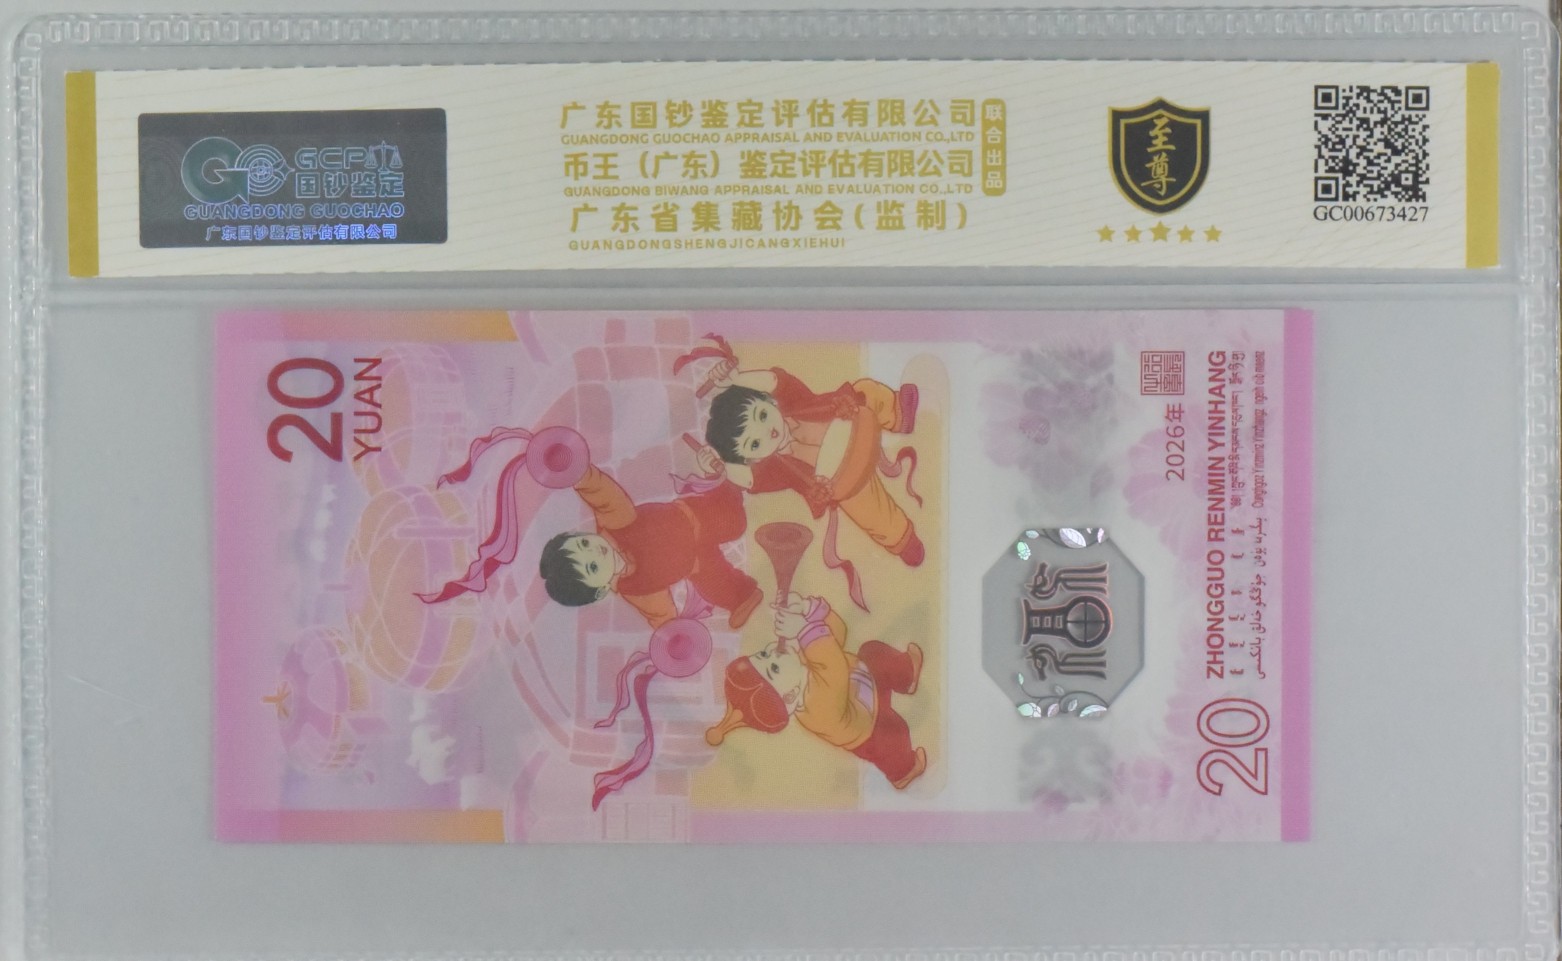 GCP
国钞鉴定
GUANGDONG GUOCHAO
广东国钞鉴定评估有限公司
广东国钞鉴定评估有限公司
GUANGDONG GUOCHAO APPRAISAL AND EVALUATION CO.,LTD
币王（广东）鉴定评估有限公司
GUANGDONG BIWANG APPRAISAL AND EVALUATION CO.,LTD
联合出品
广东省集藏协会(监制)
GUANGDONGSHENGJICANGXIEHUI
至尊
GC00673427
20
YUAN
福
2026年
ZHONGGUO RENMIN YINHANG
20